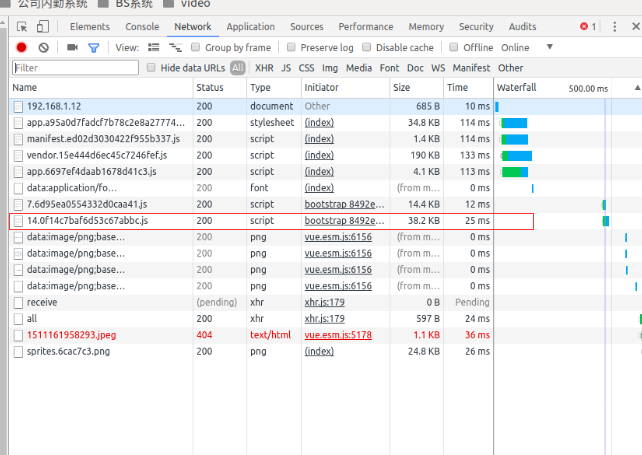 公司内勤系统 BS系统 video
Elements Console Network Application Sources Performance Memory Security Audits 1
View: Group by frame Preserve log Disable cache Offline Online
Filter Hide data URLs All XHR JS CSS Img Media Font Doc WS Manifest Other
Name Status Type Initiator Size Time Waterfall 500.00 ms
192.168.1.12 200 document Other 685 B 10 ms
app.a95a0d7fadcf7b78c2e8a27774... 200 stylesheet (index) 34.8 KB 114 ms
manifest.ed02d3030422f955b337.js 200 script (index) 1.4 KB 114 ms
vendor.15e444d6ec45c7246fef.js 200 script (index) 190 KB 133 ms
app.6697ef4daab1678d41c3.js 200 script (index) 4.1 KB 113 ms
data:application/fo... 200 font (index) (from m... 0 ms
7.6d95ea0554332d0caa41.js 200 script bootstrap 8492e... 14.4 KB 12 ms
14.0f14c7baf6d53c67abbc.js 200 script bootstrap 8492e... 38.2 KB 25 ms
data:image/png;base... 200 png vue.esm.js:6156 (from m... 0 ms
data:image/png;base... 200 png vue.esm.js:6156 (from m... 0 ms
data:image/png;base... 200 png vue.esm.js:6156 (from m... 0 ms
data:image/png;base... 200 png vue.esm.js:6156 (from m... 0 ms
receive (pending) xhr xhr.js:179 0 B Pending
all 200 xhr xhr.js:179 597 B 24 ms
1511161958293.jpeg 404 text/html vue.esm.js:5178 1.1 KB 36 ms
sprites.6cac7c3.png 200 png (index) 24.8 KB 26 ms